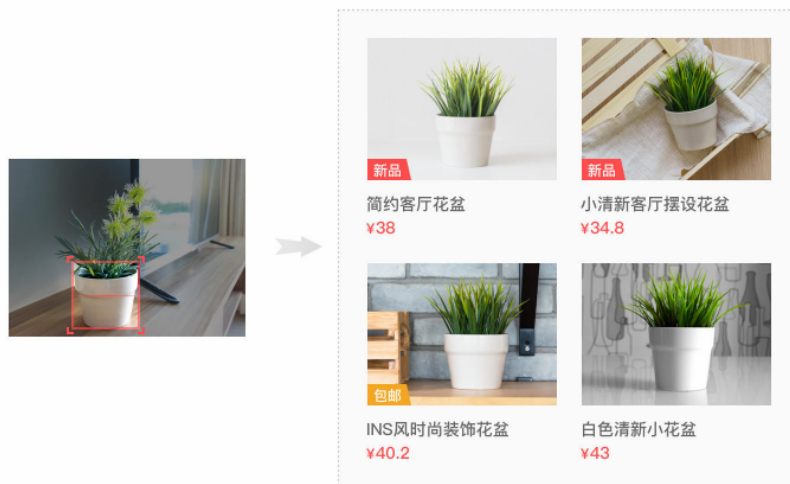 新品
新品
简约客厅花盆
小清新客厅摆设花盆
¥38
¥34.8
包邮
INS风时尚装饰花盆
白色清新小花盆
¥40.2
¥43